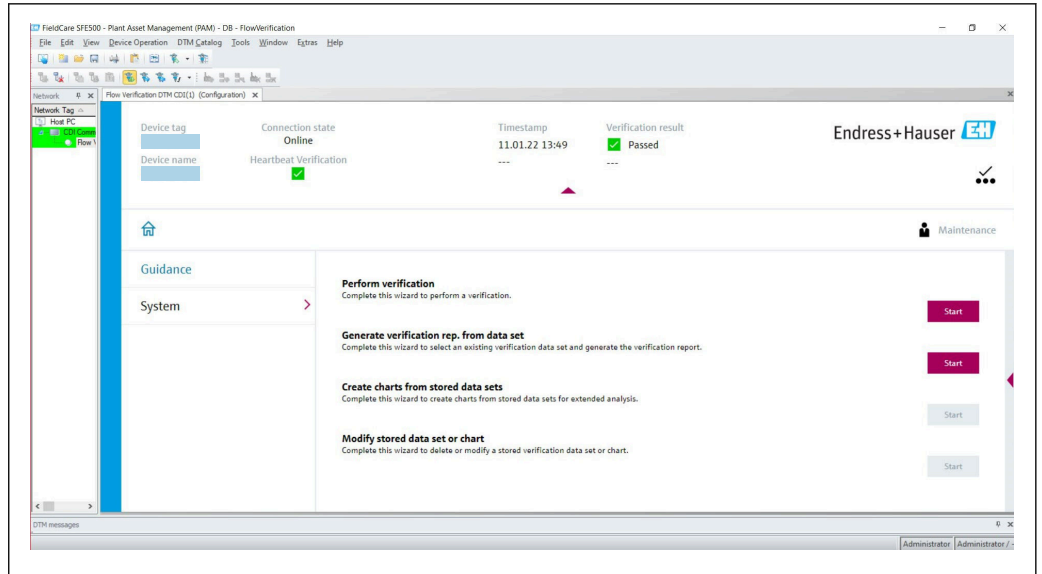 FieldCare SFE500 - Plant Asset Management (PAM) - DB - FlowVerification
File Edit View Device Operation DTM Catalog Tools Window Extras Help
Network
Flow Verification DTM CDI(1) (Configuration)
Network Tag
Host PC
CDI Comm
Flow V
Device tag
Connection state
Online
Timestamp
11.01.22 13:49
Verification result
Passed
Endress+Hauser EH
Device name
Heartbeat Verification
---
---
Maintenance
Guidance
System
Perform verification
Complete this wizard to perform a verification.
Start
Generate verification rep. from data set
Complete this wizard to select an existing verification data set and generate the verification report.
Start
Create charts from stored data sets
Complete this wizard to create charts from stored data sets for extended analysis.
Start
Modify stored data set or chart
Complete this wizard to delete or modify a stored verification data set or chart.
Start
DTM messages
Administrator Administrator / -